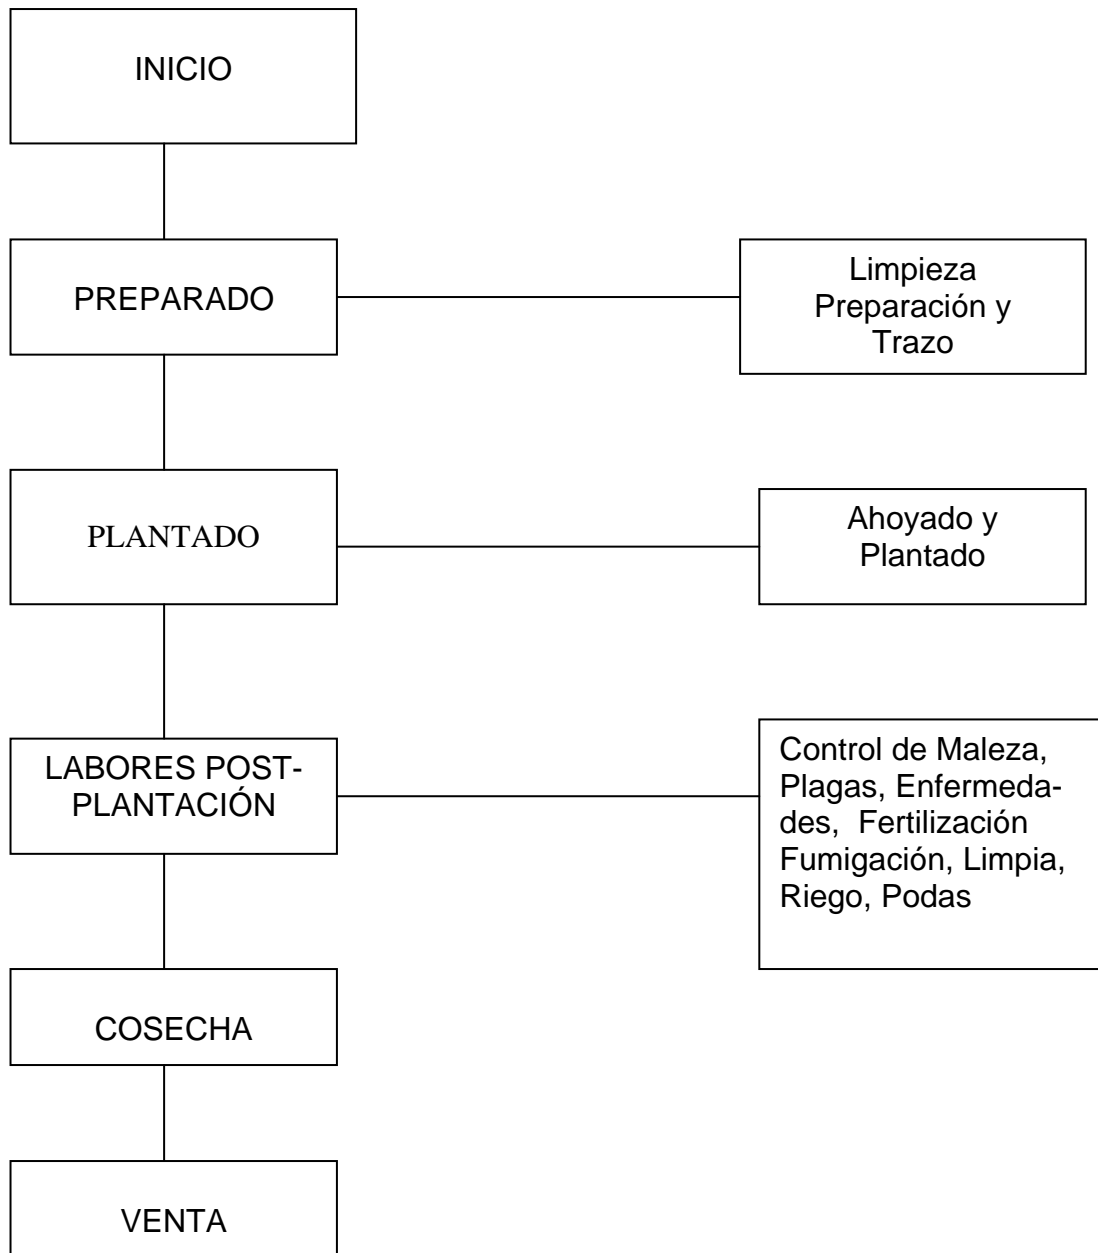 INICIO
PREPARADO
Limpieza
Preparación y
Trazo
PLANTADO
Ahoyado y
Plantado
LABORES POST-
PLANTACIÓN
Control de Maleza,
Plagas, Enfermeda-
des, Fertilización
Fumigación, Limpia,
Riego, Podas
COSECHA
VENTA